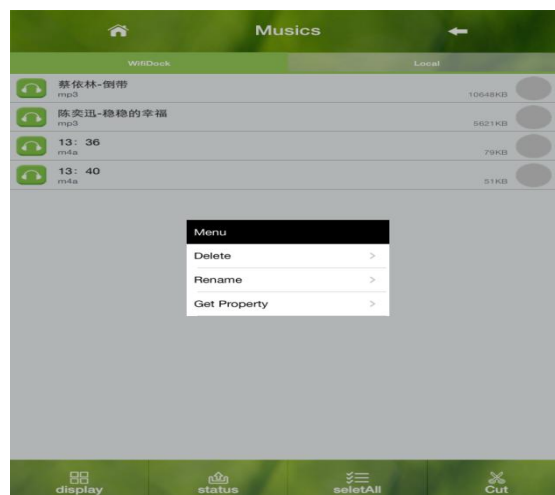 Musics
WifiDock
Local
蔡依林-倒带
mp3
10648KB
陈奕迅-稳稳的幸福
mp3
5621KB
13：36
m4a
79KB
13：40
m4a
51KB
Menu
Delete
Rename
Get Property
display
status
seletAll
Cut